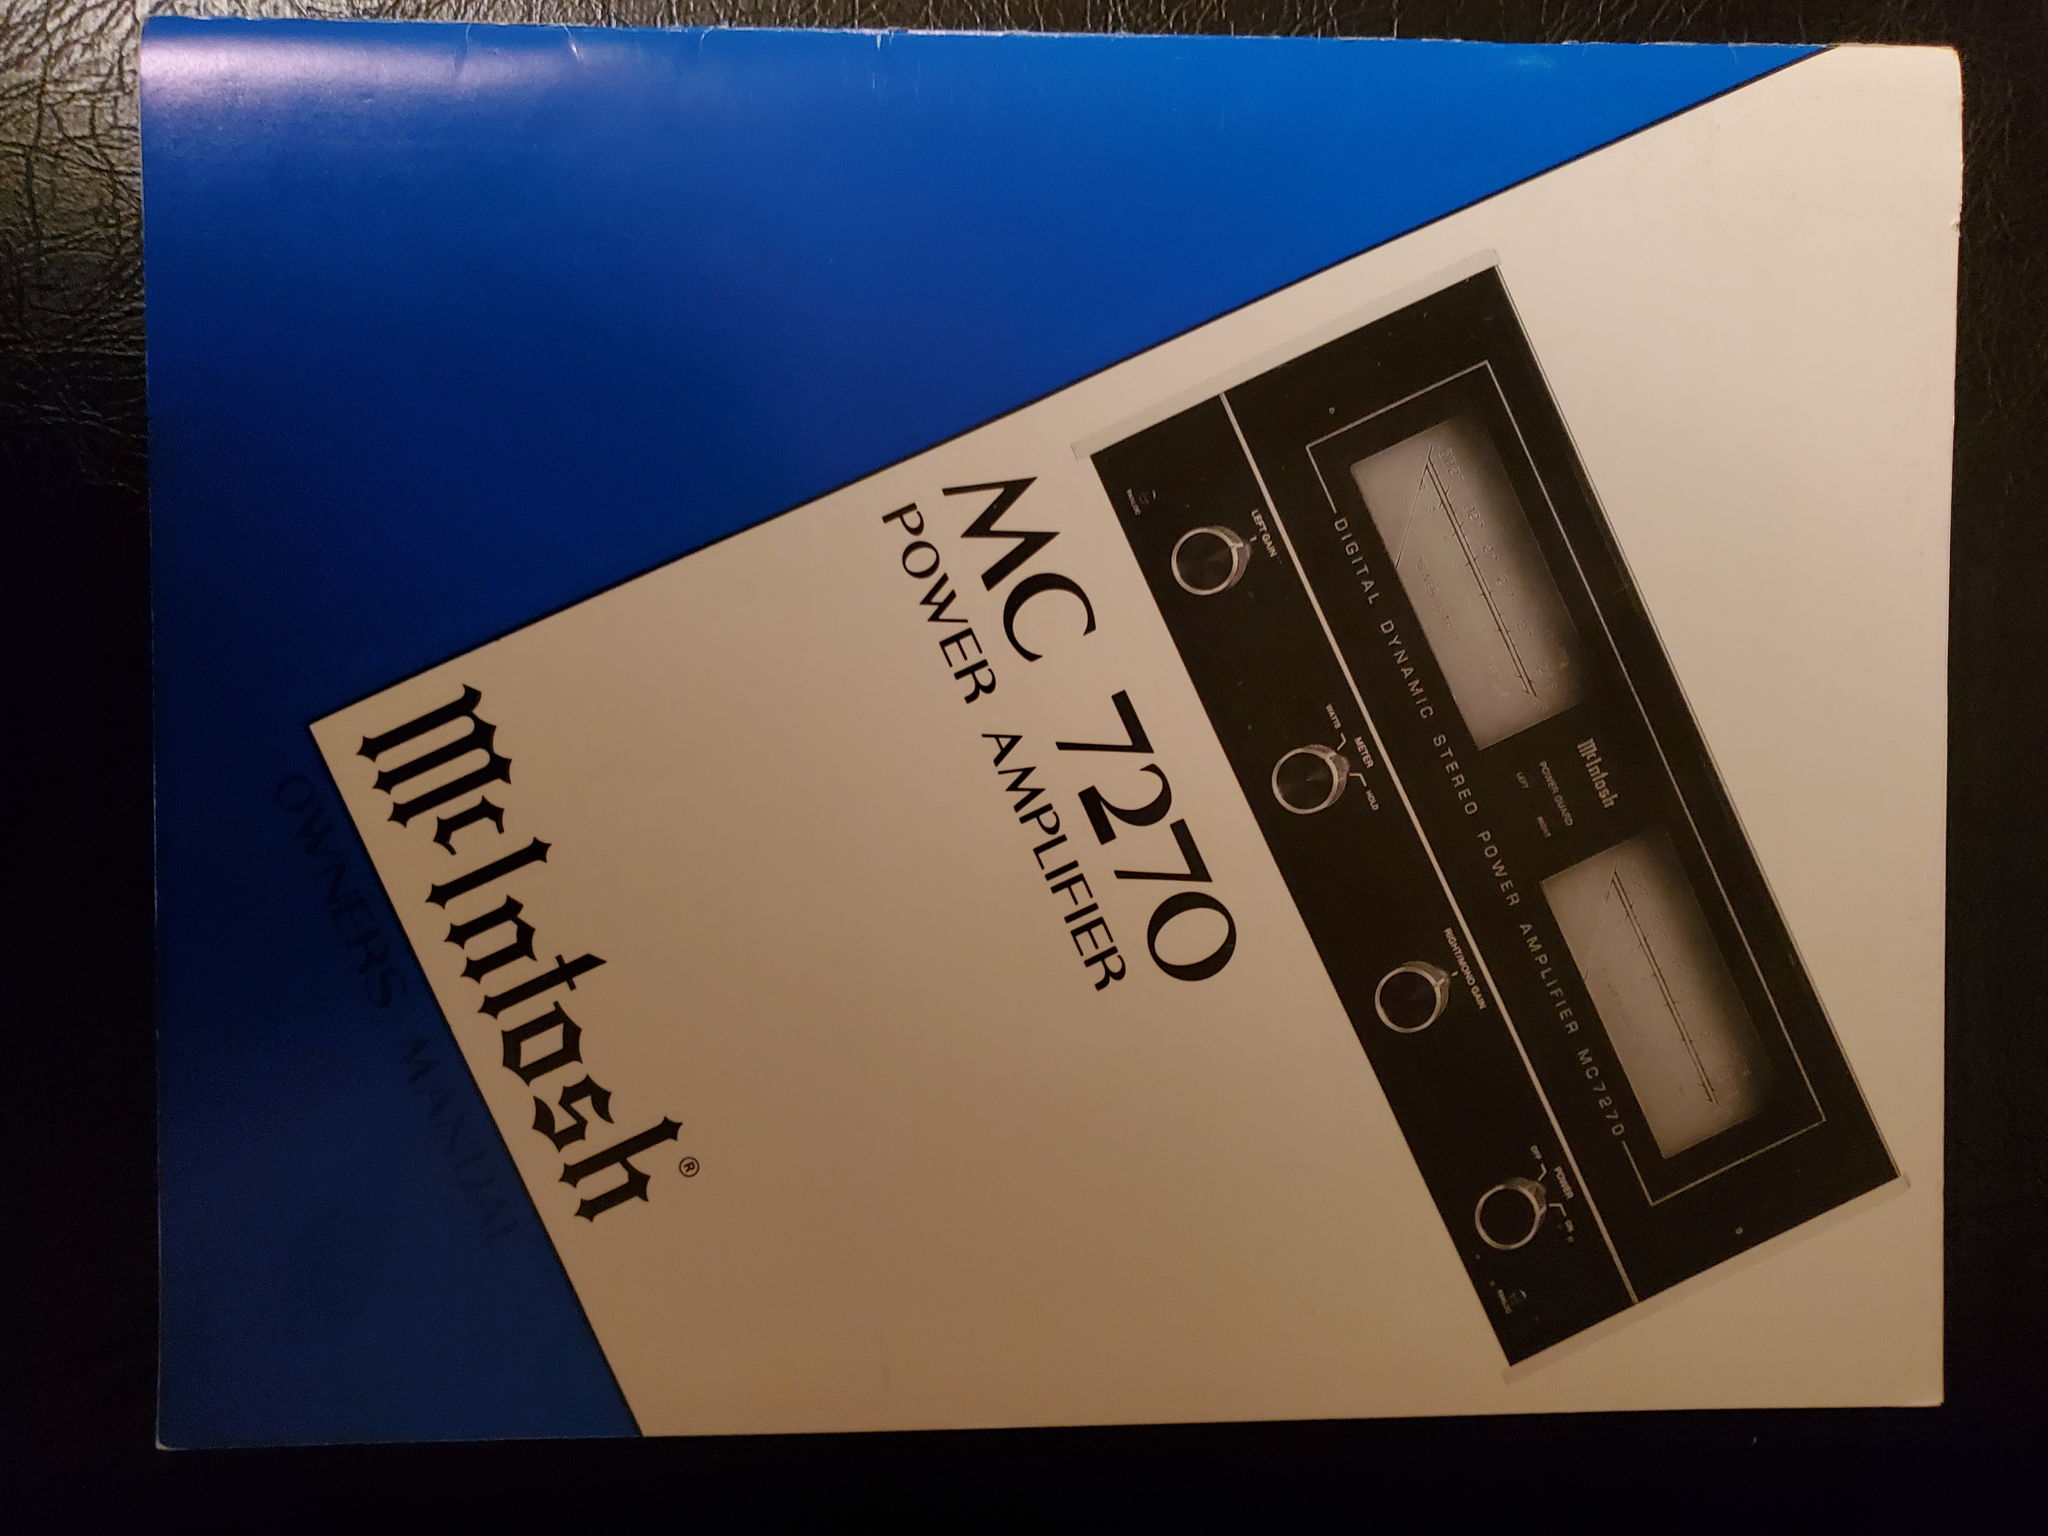 McIntosh
POWER GUARD
LEFT RIGHT
DIGITAL DYNAMIC STEREO POWER AMPLIFIER MC7270
LEFT GAIN
METER
WATTS HOLD
RIGHT/MONO GAIN
POWER
OFF ON
MC 7270
POWER AMPLIFIER
McIntosh®
OWNERS MANUAL